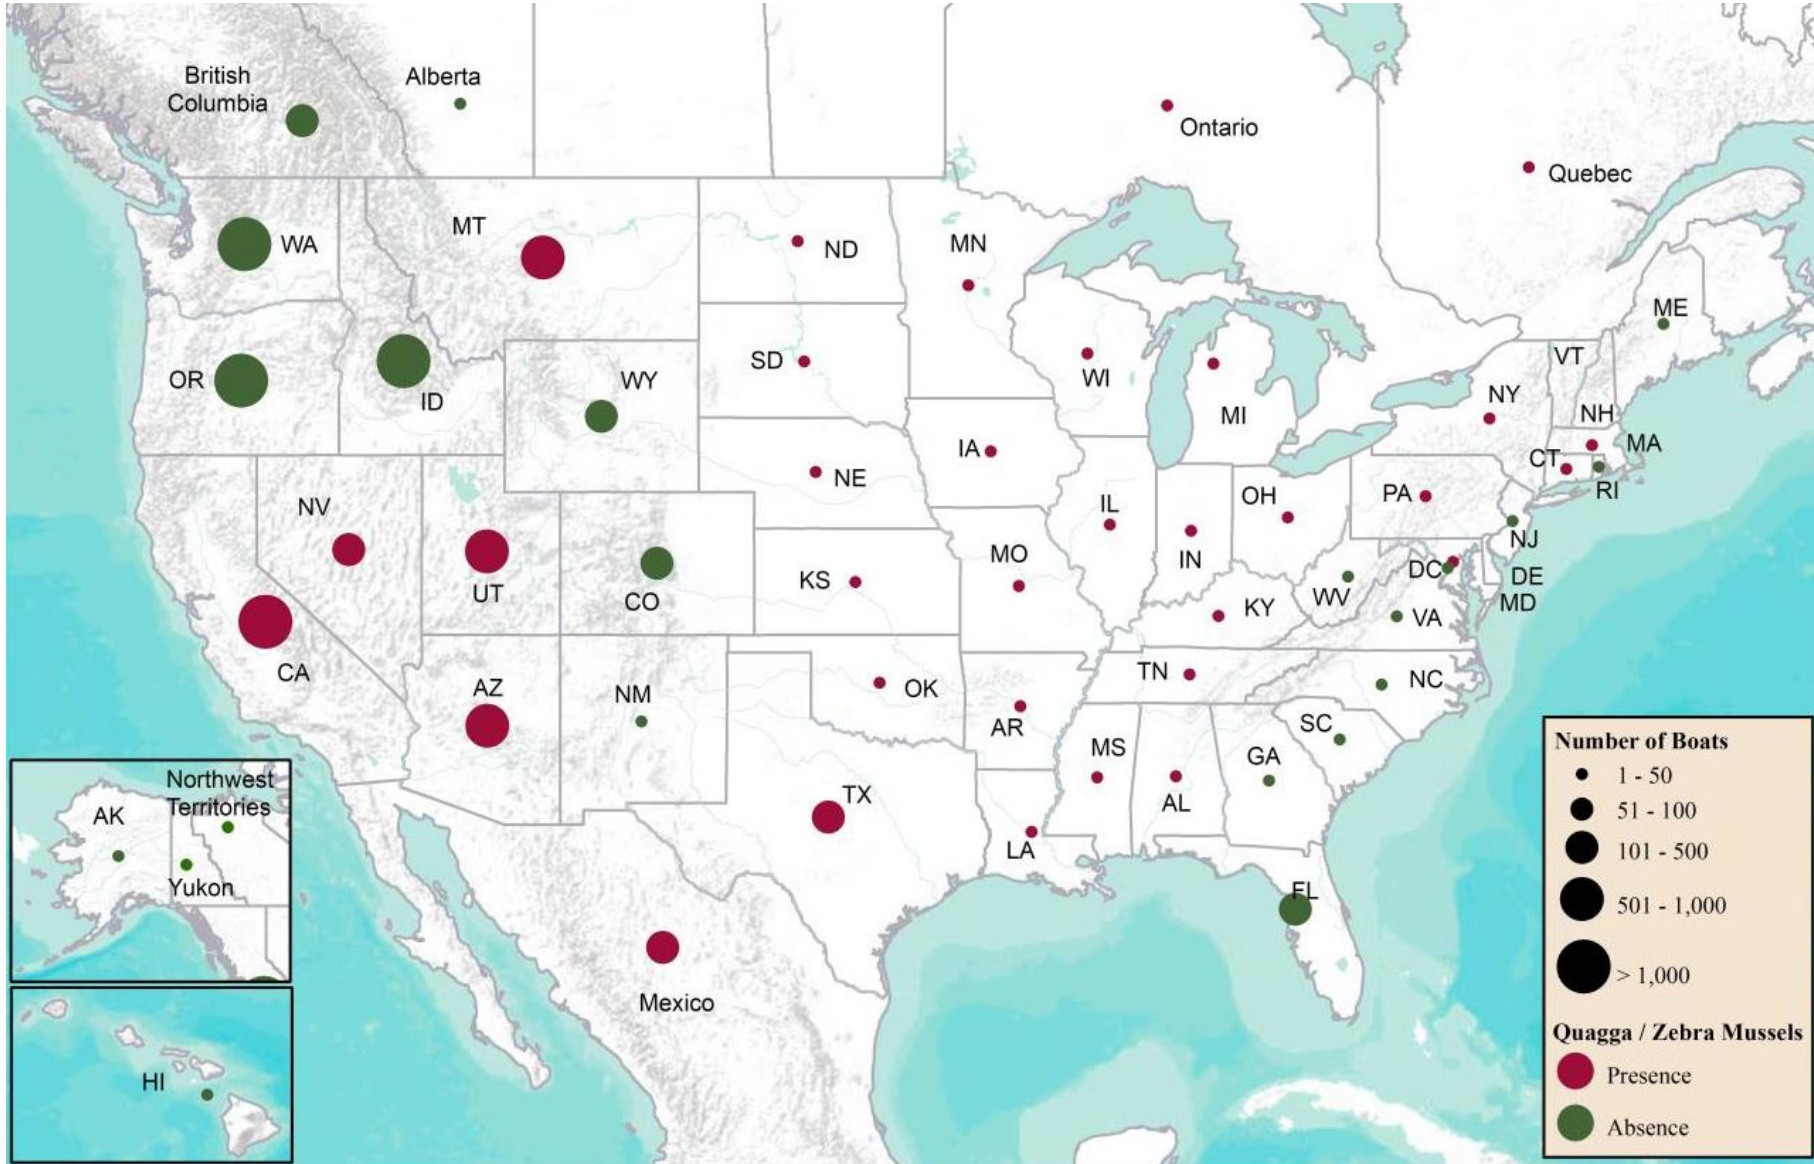 British
Columbia
Alberta
Ontario
Quebec
WA
MT
ND
MN
ME
OR
ID
WY
SD
WI
MI
VT
NY
NH
MA
CT
RI
NV
UT
CO
NE
IA
IL
IN
OH
PA
NJ
KS
MO
KY
WV
DC
DE
MD
VA
CA
AZ
NM
OK
AR
TN
NC
SC
MS
AL
GA
TX
LA
FL
Mexico
AK
Northwest
Territories
Yukon
HI
Number of Boats
1 - 50
51 - 100
101 - 500
501 - 1,000
> 1,000
Quagga / Zebra Mussels
Presence
Absence